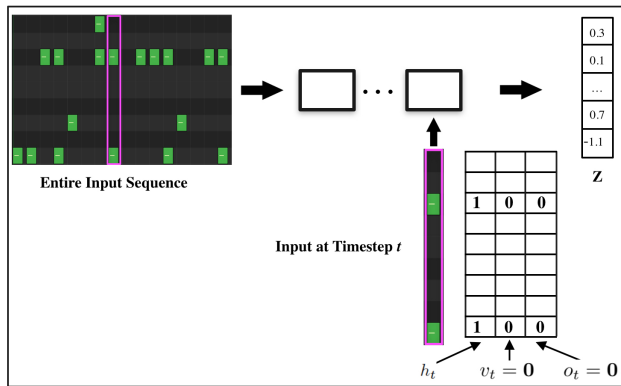 0.3
0.1
...
0.7
-1.1
Z
Entire Input Sequence
. . .
Input at Timestep t
1 0 0
1 0 0
h_t
v_t = 0
o_t = 0